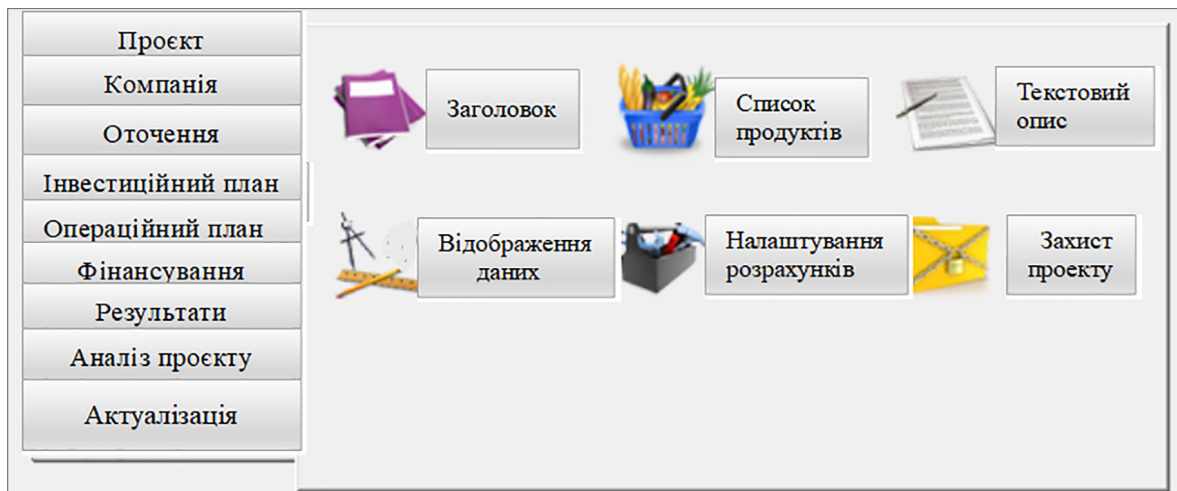 Проєкт
Компанія
Оточення
Інвестиційний план
Операційний план
Фінансування
Результати
Аналіз проєкту
Актуалізація
Заголовок
Список
продуктів
Текстовий
опис
Відображення
даних
Налаштування
розрахунків
Захист
проекту